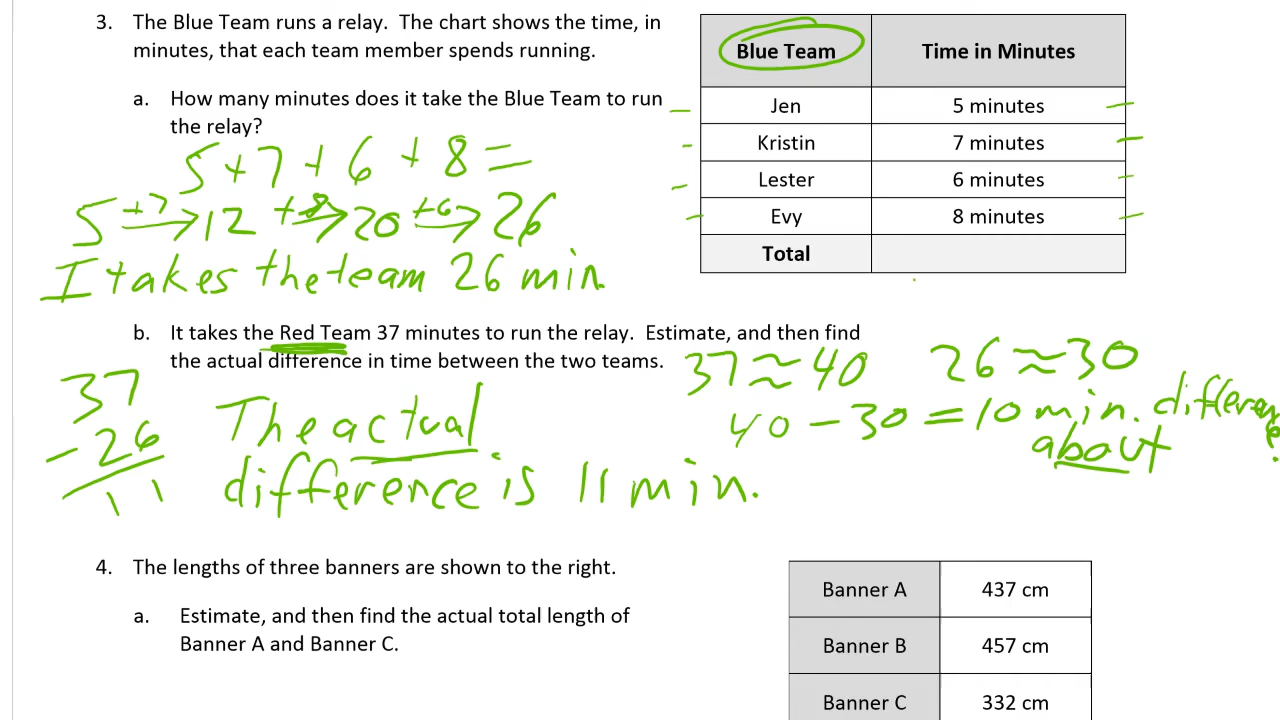 3. The Blue Team runs a relay. The chart shows the time, in
minutes, that each team member spends running.
a. How many minutes does it take the Blue Team to run
the relay?
5 + 7 + 6 + 8 =
5 +7→ 12 +8→ 20 +6→ 26
I takes the team 26 min.
Blue Team Time in Minutes
Jen 5 minutes
Kristin 7 minutes
Lester 6 minutes
Evy 8 minutes
Total
b. It takes the Red Team 37 minutes to run the relay. Estimate, and then find
the actual difference in time between the two teams.
37 ≈ 40 26 ≈ 30
40 - 30 = 10 min. difference
about
37
- 26
11
The actual
difference is 11 min.
4. The lengths of three banners are shown to the right.
a. Estimate, and then find the actual total length of
Banner A and Banner C.
Banner A 437 cm
Banner B 457 cm
Banner C 332 cm